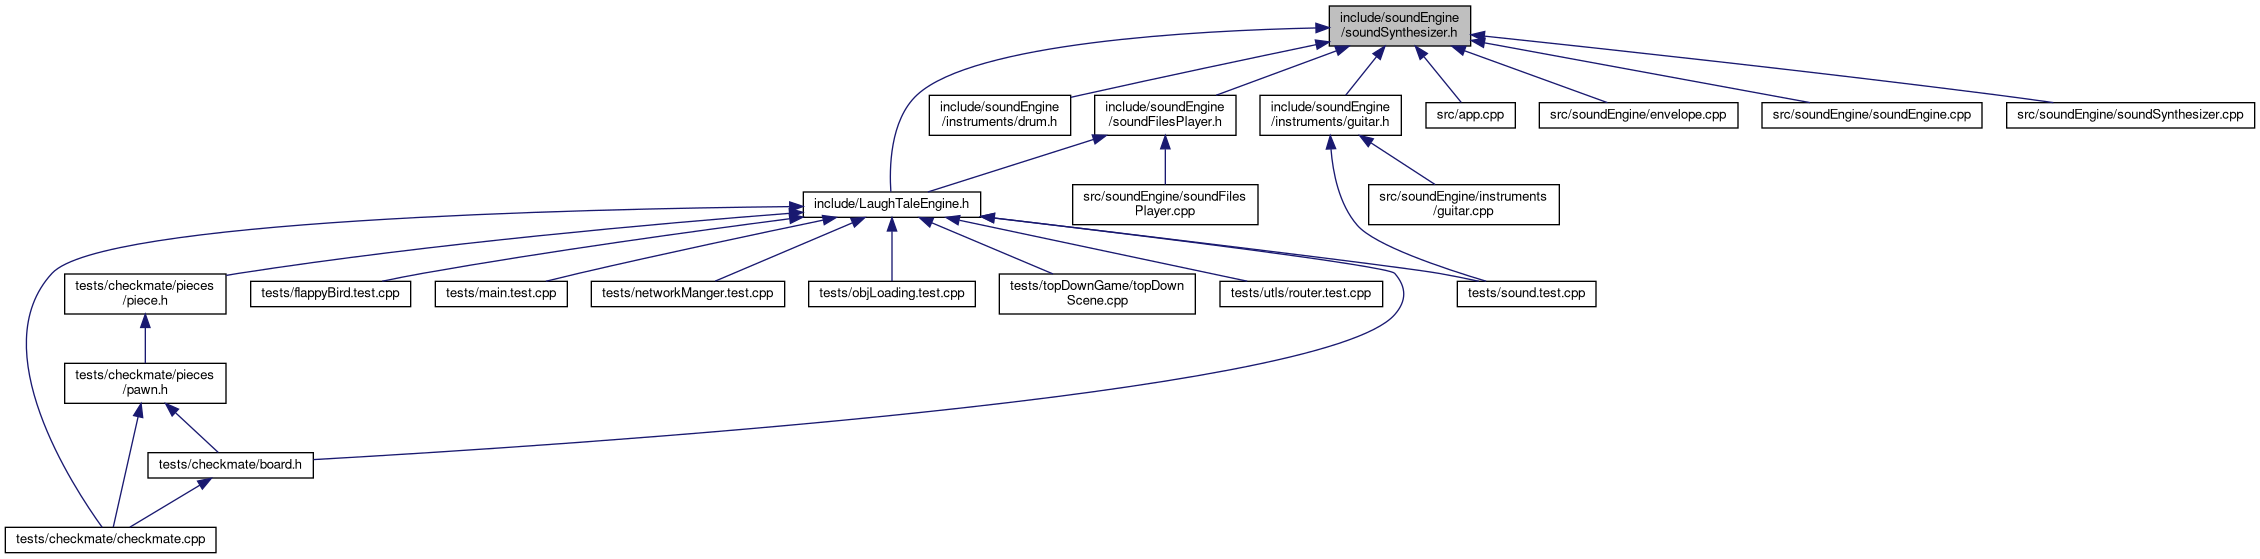 include/soundEngine
/soundSynthesizer.h
include/soundEngine
/instruments/drum.h
include/soundEngine
/soundFilesPlayer.h
include/soundEngine
/instruments/guitar.h
src/app.cpp
src/soundEngine/envelope.cpp
src/soundEngine/soundEngine.cpp
src/soundEngine/soundSynthesizer.cpp
include/LaughTaleEngine.h
src/soundEngine/soundFiles
Player.cpp
src/soundEngine/instruments
/guitar.cpp
tests/checkmate/pieces
/piece.h
tests/flappyBird.test.cpp
tests/main.test.cpp
tests/networkManger.test.cpp
tests/objLoading.test.cpp
tests/topDownGame/topDown
Scene.cpp
tests/utls/router.test.cpp
tests/sound.test.cpp
tests/checkmate/pieces
/pawn.h
tests/checkmate/board.h
tests/checkmate/checkmate.cpp